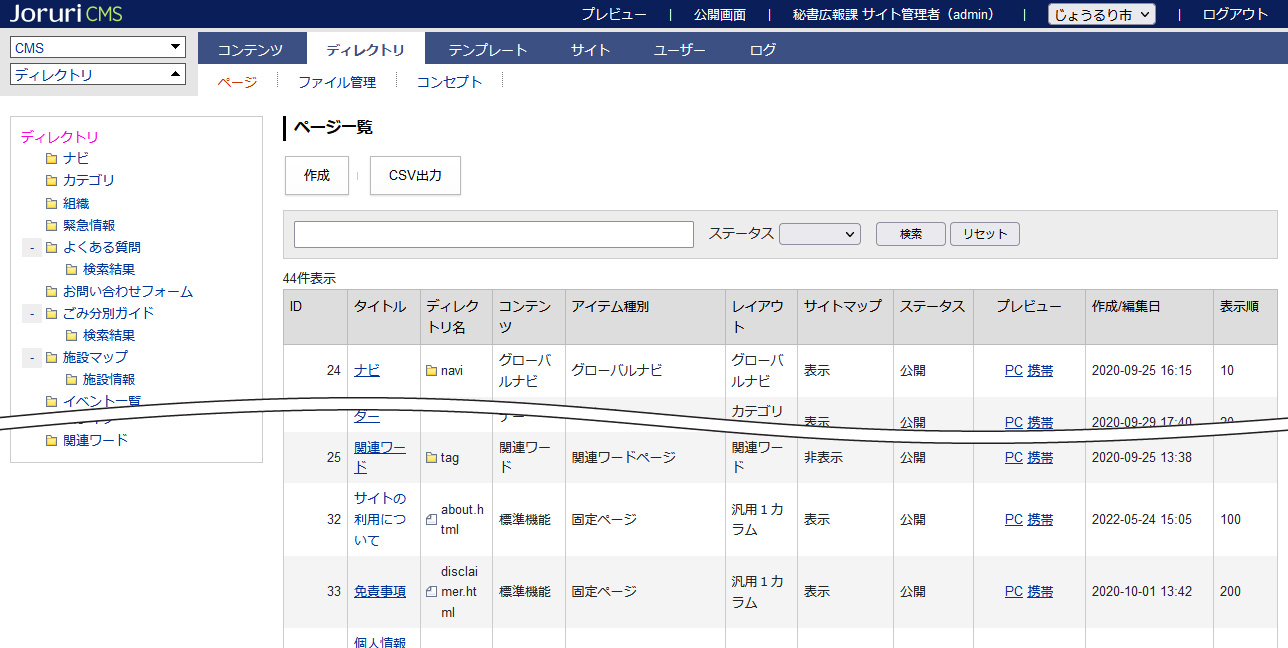 Joruri CMS
プレビュー | 公開画面 | 秘書広報課 サイト管理者（admin） | じょうるり市 | ログアウト
CMS
ディレクトリ
コンテンツ ディレクトリ テンプレート サイト ユーザー ログ
ページ ファイル管理 コンセプト
ディレクトリ
ナビ
カテゴリ
組織
緊急情報
- よくある質問
検索結果
お問い合わせフォーム
- ごみ分別ガイド
検索結果
- 施設マップ
施設情報
イベント一覧
関連ワード
ページ一覧
作成 CSV出力
ステータス 検索 リセット
44件表示
ID タイトル ディレクトリ名 コンテンツ アイテム種別 レイアウト サイトマップ ステータス プレビュー 作成/編集日 表示順
24 ナビ navi グローバルナビ グローバルナビ グローバルナビ 表示 公開 PC 携帯 2020-09-25 16:15 10
ター カテゴリ 表示 公開 PC 携帯 2020-09-29 17:40 20
25 関連ワード tag 関連ワード 関連ワードページ 関連ワード 非表示 公開 PC 携帯 2020-09-25 13:38
32 サイトの利用について about.html 標準機能 固定ページ 汎用１カラム 表示 公開 PC 携帯 2022-05-24 15:05 100
33 免責事項 disclaimer.html 標準機能 固定ページ 汎用１カラム 表示 公開 PC 携帯 2020-10-01 13:42 200
個人情報